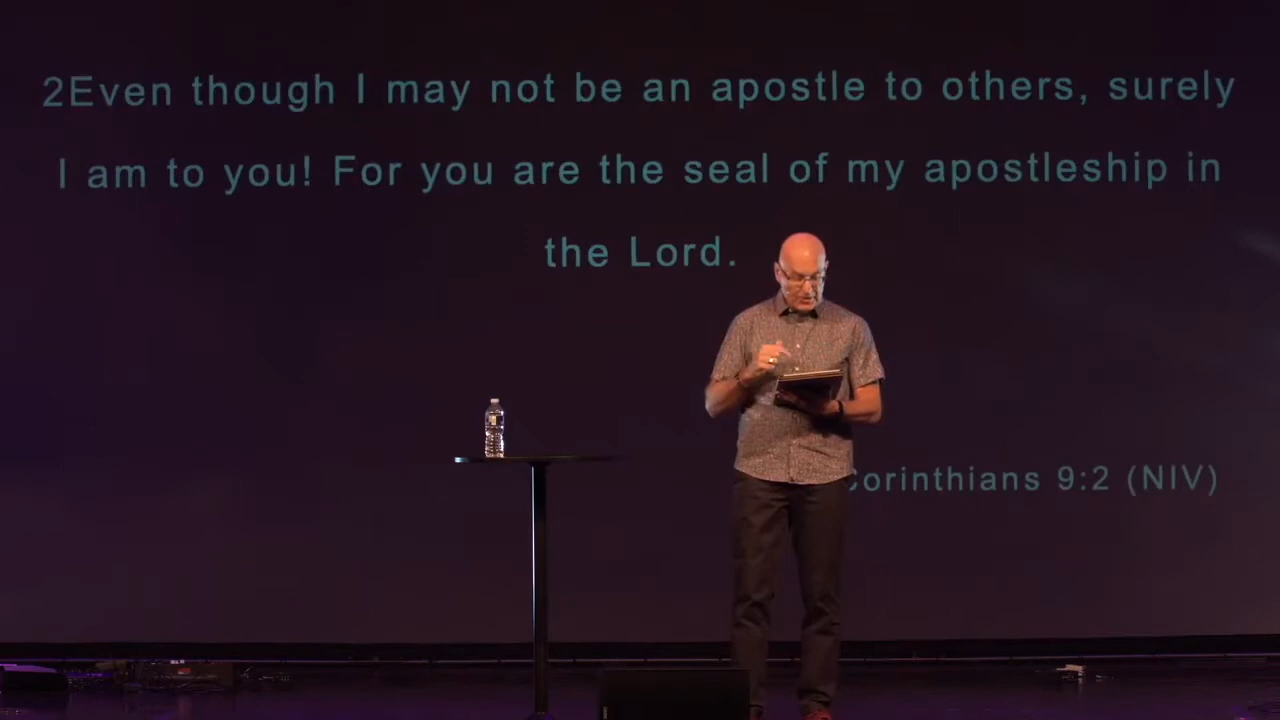 2Even though I may not be an apostle to others, surely
I am to you! For you are the seal of my apostleship in
the Lord.
Corinthians 9:2 (NIV)